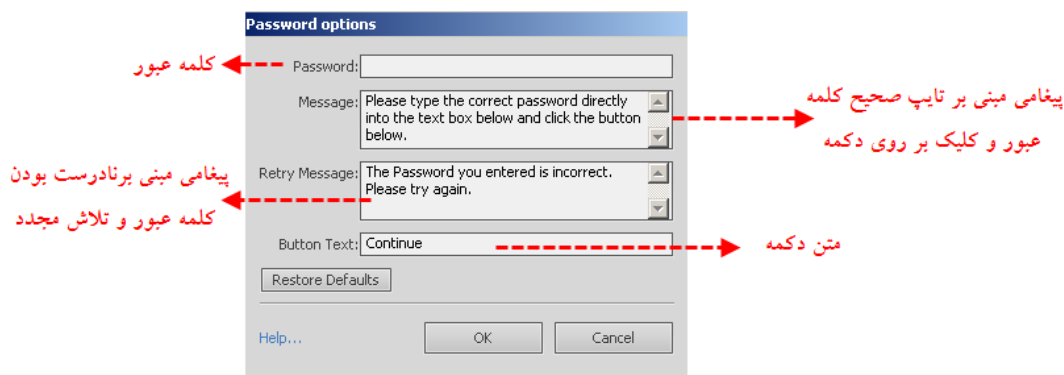 Password options
کلمه عبور
Password:
Message:
Please type the correct password directly
into the text box below and click the button
below.
پیغامی مبنی بر تایپ صحیح کلمه
عبور و کلیک بر روی دکمه
Retry Message:
The Password you entered is incorrect.
Please try again.
پیغامی مبنی برنادرست بودن
کلمه عبور و تلاش مجدد
Button Text:
Continue
متن دکمه
Restore Defaults
Help...
OK
Cancel